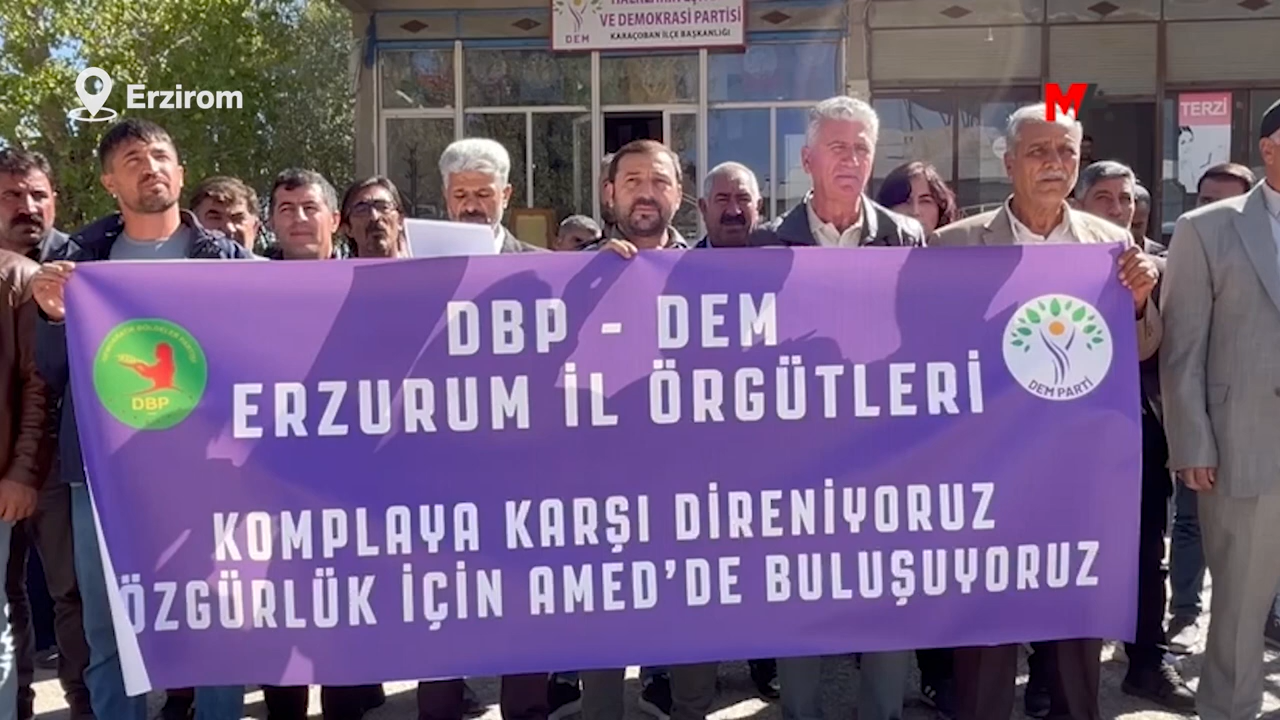 VE DEMOKRASİ PARTİSİ
DEM
KARAÇOBAN İLÇE BAŞKANLIĞI
Erzirom
M
TERZİ
DBP - DEM
ERZURUM İL ÖRGÜTLERİ
DBP
DEM PARTİ
KOMPLAYA KARŞI DİRENİYORUZ
ÖZGÜRLÜK İÇİN AMED'DE BULUŞUYORUZ